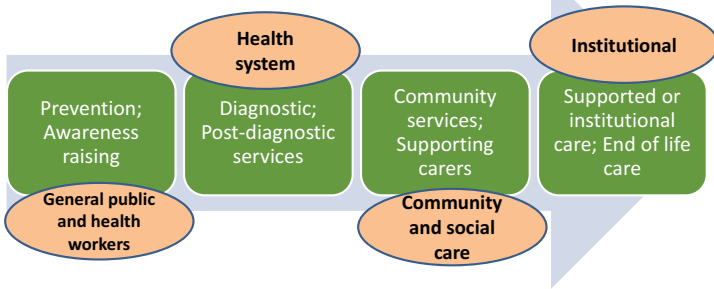 Health
system
Institutional
Prevention;
Awareness
raising
Diagnostic;
Post-diagnostic
services
Community
services;
Supporting
carers
Supported or
institutional
care; End of life
care
General public
and health
workers
Community
and social
care